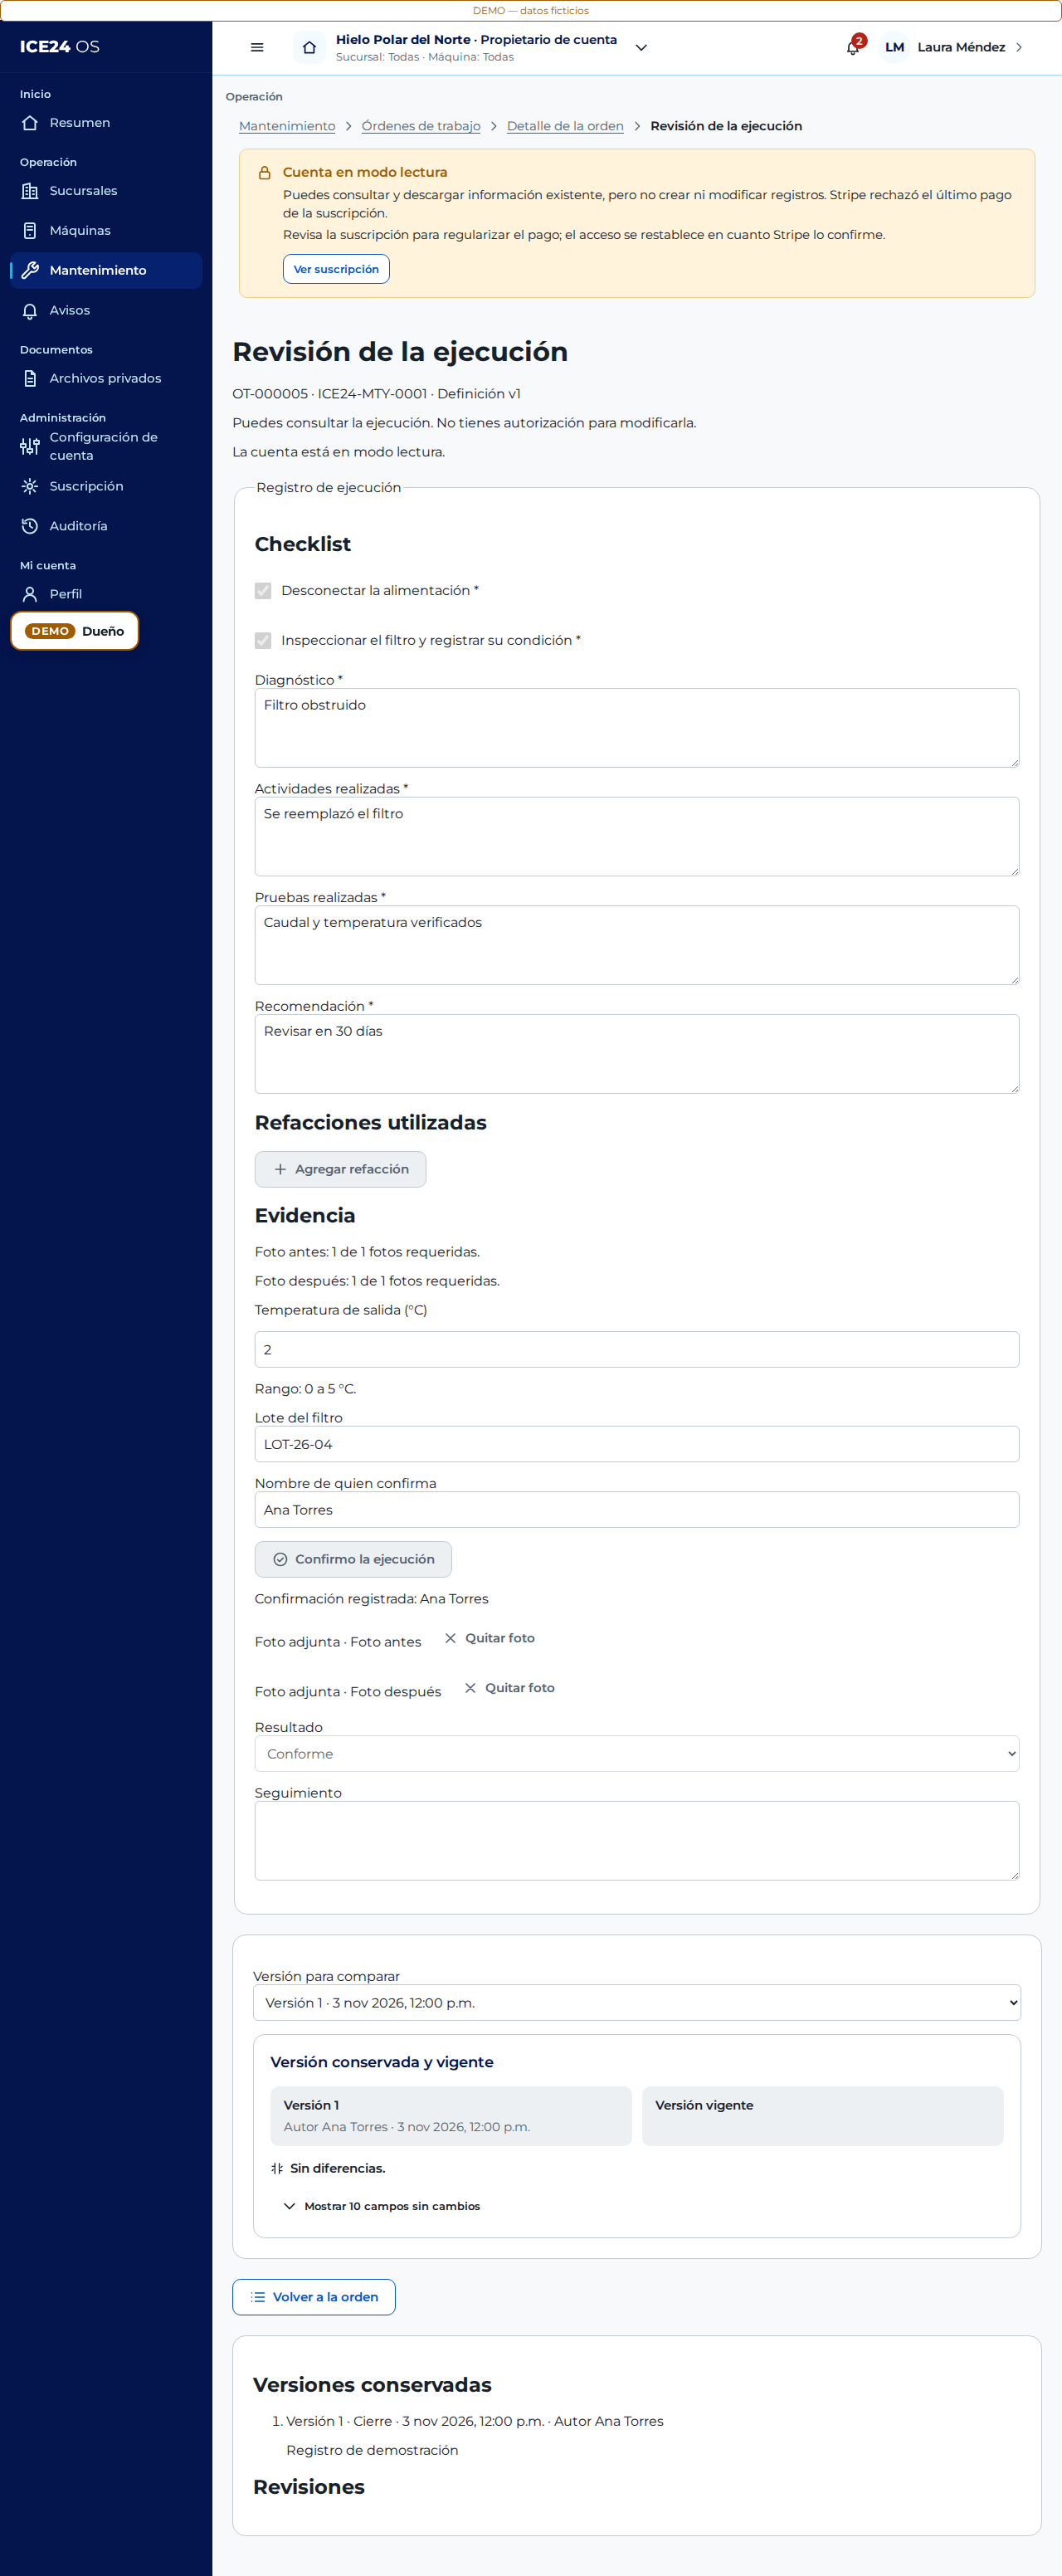 DEMO — datos ficticios
ICE24 OS
Inicio
Resumen
Operación
Sucursales
Máquinas
Mantenimiento
Avisos
Documentos
Archivos privados
Administración
Configuración de
cuenta
Suscripción
Auditoría
Mi cuenta
Perfil
DEMO Dueño
Hielo Polar del Norte · Propietario de cuenta
Sucursal: Todas · Máquina: Todas
2
LM Laura Méndez
Operación
Mantenimiento > Órdenes de trabajo > Detalle de la orden > Revisión de la ejecución
Cuenta en modo lectura
Puedes consultar y descargar información existente, pero no crear ni modificar registros. Stripe rechazó el último pago
de la suscripción.
Revisa la suscripción para regularizar el pago; el acceso se restablece en cuanto Stripe lo confirme.
Ver suscripción
Revisión de la ejecución
OT-000005 · ICE24-MTY-0001 · Definición v1
Puedes consultar la ejecución. No tienes autorización para modificarla.
La cuenta está en modo lectura.
Registro de ejecución
Checklist
Desconectar la alimentación *
Inspeccionar el filtro y registrar su condición *
Diagnóstico *
Filtro obstruido
Actividades realizadas *
Se reemplazó el filtro
Pruebas realizadas *
Caudal y temperatura verificados
Recomendación *
Revisar en 30 días
Refacciones utilizadas
Agregar refacción
Evidencia
Foto antes: 1 de 1 fotos requeridas.
Foto después: 1 de 1 fotos requeridas.
Temperatura de salida (°C)
2
Rango: 0 a 5 °C.
Lote del filtro
LOT-26-04
Nombre de quien confirma
Ana Torres
Confirmo la ejecución
Confirmación registrada: Ana Torres
Foto adjunta · Foto antes Quitar foto
Foto adjunta · Foto después Quitar foto
Resultado
Conforme
Seguimiento
Versión para comparar
Versión 1 · 3 nov 2026, 12:00 p.m.
Versión conservada y vigente
Versión 1
Autor Ana Torres · 3 nov 2026, 12:00 p.m.
Versión vigente
Sin diferencias.
Mostrar 10 campos sin cambios
Volver a la orden
Versiones conservadas
1. Versión 1 · Cierre · 3 nov 2026, 12:00 p.m. · Autor Ana Torres
Registro de demostración
Revisiones